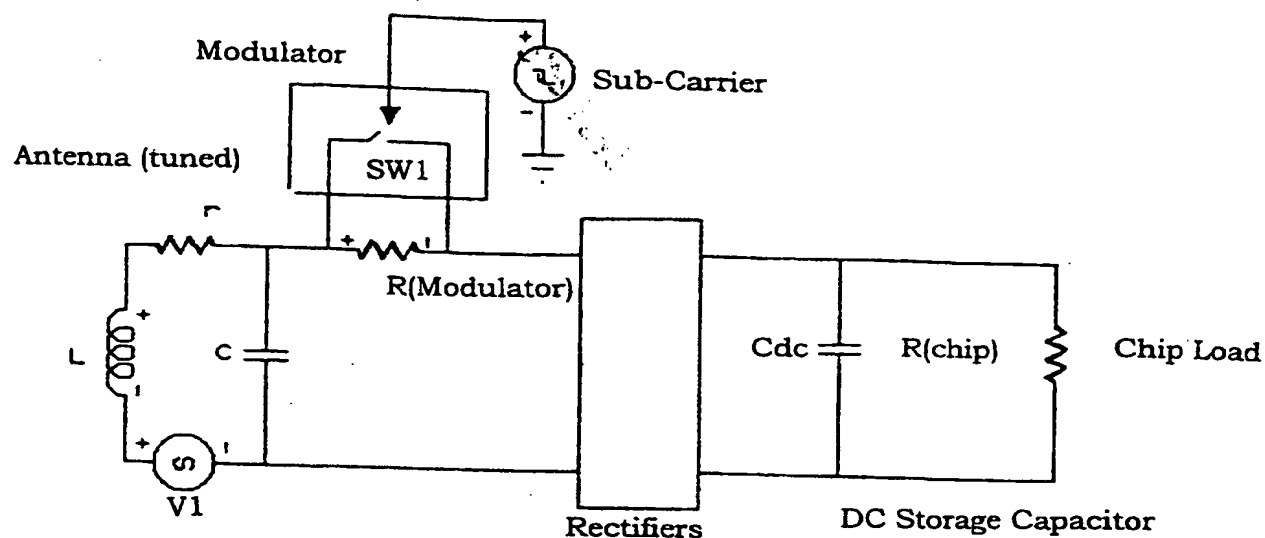 Modulator
Sub-Carrier
Antenna (tuned)
SW1
r
R(Modulator)
L
C
Cdc
R(chip)
Chip Load
V1
S
Rectifiers
DC Storage Capacitor